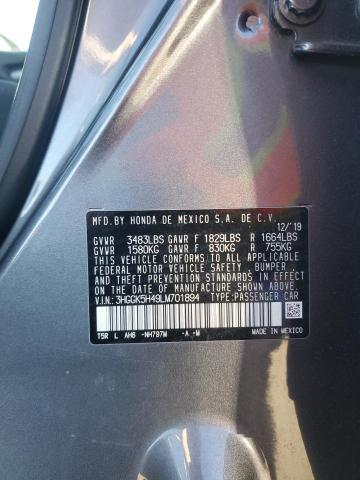 MFD.BY HONDA DE MEXICO S.A. DE C.V.
12/'19
GVWR 3483LBS GAWR F 1829LBS R 1664LBS
GVWR 1580KG GAWR F 830KG R 755KG
THIS VEHICLE CONFORMS TO ALL APPLICABLE
FEDERAL MOTOR VEHICLE SAFETY, BUMPER ,
AND THEFT PREVENTION STANDARDS IN
EFFECT ON THE DATE OF MANUFACTURE
SHOWN ABOVE.
V.I.N: 3HGGK5H49LM701894 TYPE:PASSENGER CAR
T5R L AH6 -NH797M -A -M MADE IN MEXICO